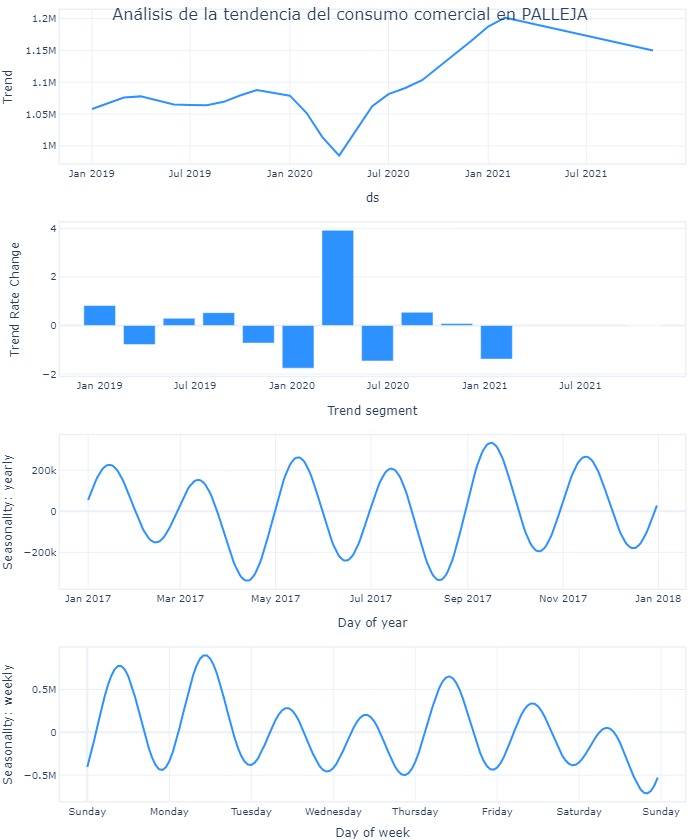 Análisis de la tendencia del consumo comercial en PALLEJA
1.2M
1.15M
1.1M
1.05M
1M
Trend
Jan 2019 Jul 2019 Jan 2020 Jul 2020 Jan 2021 Jul 2021
ds
4
2
0
−2
Trend Rate Change
Jan 2019 Jul 2019 Jan 2020 Jul 2020 Jan 2021 Jul 2021
Trend segment
200k
0
−200k
Seasonality: yearly
Jan 2017 Mar 2017 May 2017 Jul 2017 Sep 2017 Nov 2017 Jan 2018
Day of year
0.5M
0
−0.5M
Seasonality: weekly
Sunday Monday Tuesday Wednesday Thursday Friday Saturday Sunday
Day of week